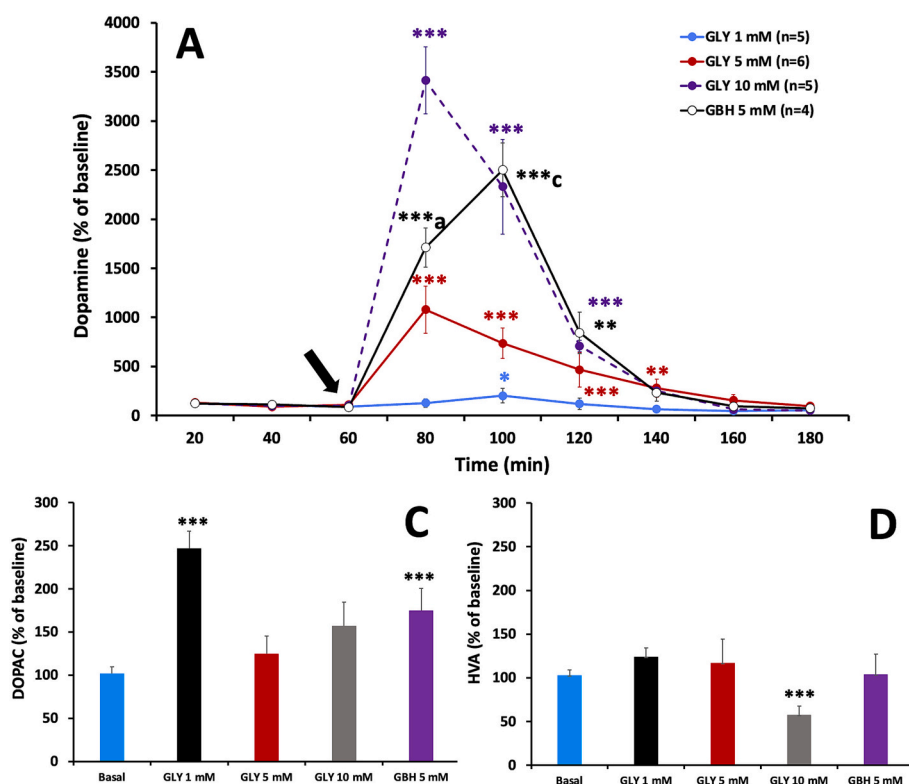 A
GLY 1 mM (n=5)
GLY 5 mM (n=6)
GLY 10 mM (n=5)
GBH 5 mM (n=4)
Dopamine (% of baseline)
4000
3500
3000
2500
2000
1500
1000
500
0
***
***
***c
***a
***
***
***
**
*
***
**
20 40 60 80 100 120 140 160 180
Time (min)
C
DOPAC (% of baseline)
300
250
200
150
100
50
0
***
***
Basal GLY 1 mM GLY 5 mM GLY 10 mM GBH 5 mM
D
HVA (% of baseline)
300
250
200
150
100
50
0
***
Basal GLY 1 mM GLY 5 mM GLY 10 mM GBH 5 mM